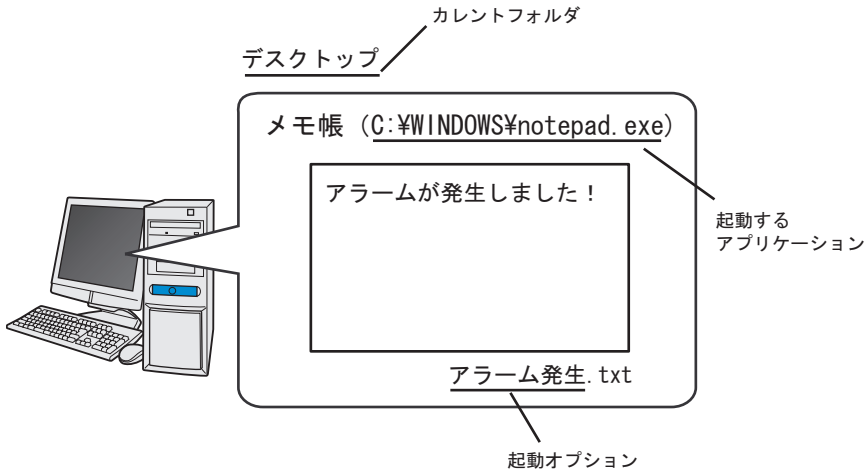 カレントフォルダ
デスクトップ
メモ帳（C:¥WINDOWS¥notepad.exe）
アラームが発生しました！
起動する
アプリケーション
アラーム発生.txt
起動オプション